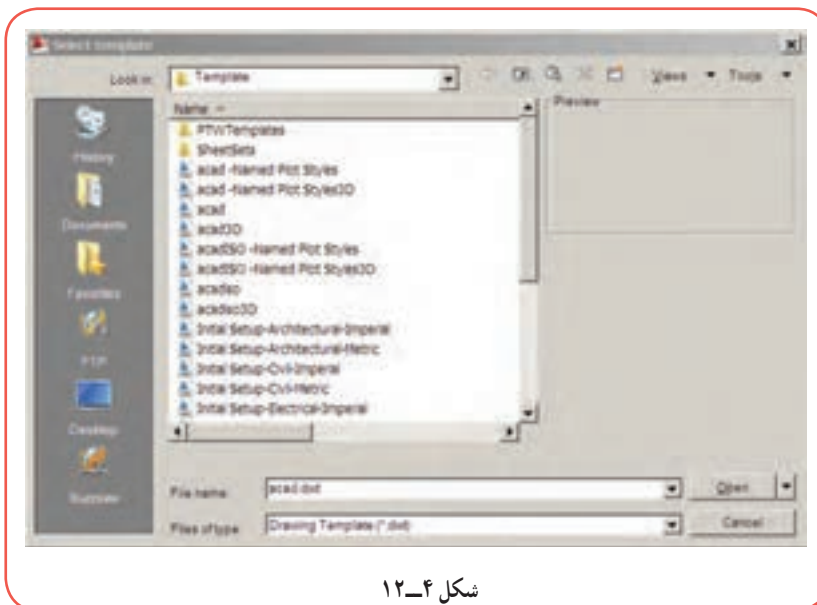 Select template
Look in:
Template
Views
Tools
Name
Preview
PTWTemplates
SheetSets
acad -Named Plot Styles
acad -Named Plot Styles3D
acad
acad3D
acadISO -Named Plot Styles
acadISO -Named Plot Styles3D
acadiso
acadiso3D
Initial Setup-Architectural-Imperial
Initial Setup-Architectural-Metric
Initial Setup-Civil-Imperial
Initial Setup-Civil-Metric
Initial Setup-Electrical-Imperial
History
Documents
Favorites
FTP
Desktop
Buzzsaw
File name:
acad.dwt
Open
Files of type:
Drawing Template (*.dwt)
Cancel
شکل ۴ــ۱۲